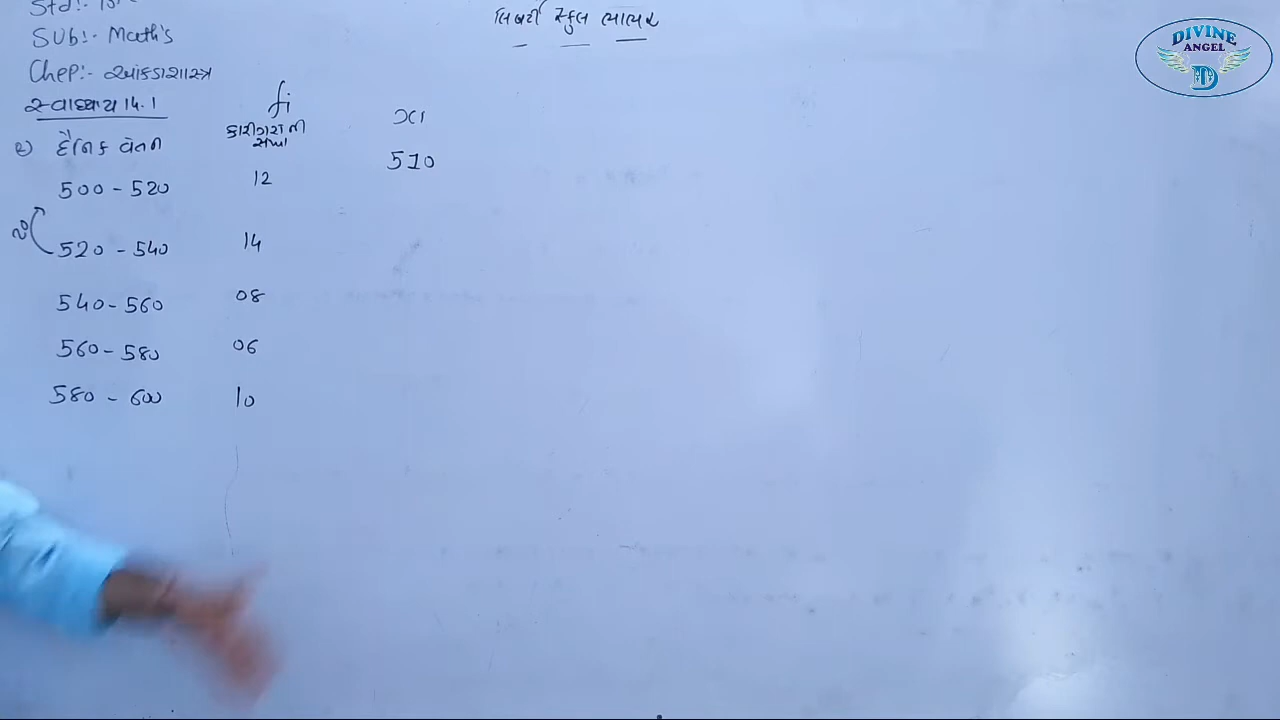 લિબર્ટી સ્કુલ ભાભર
DIVINE
ANGEL
D
Std:-
Sub:- Math's
Chep:- આંકડાશાસ્ત્ર
સ્વાધ્યાય 14.1
fi
xi
2) દૈનિક વેતન
કારીગરોની
સંખ્યા
500 - 520 12 510
520 - 540 14
540 - 560 08
560 - 580 06
580 - 600 10